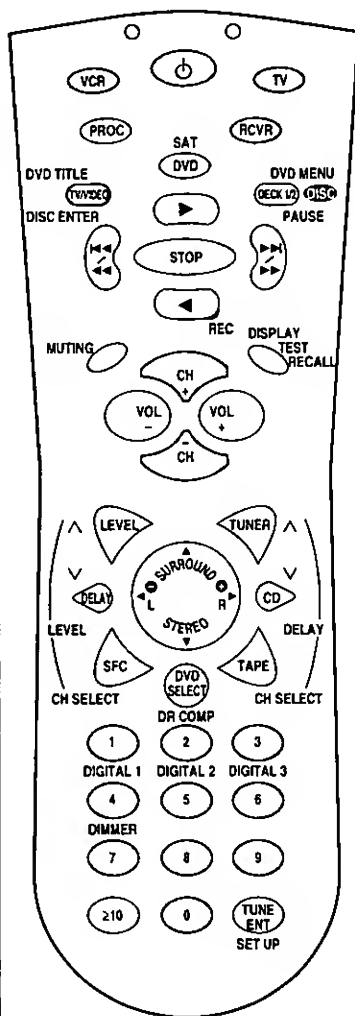 VCR TV
PROC RCVR
SAT
DVD
DVD TITLE DVD MENU
TV/VIDEO DECK 1/2 DISC
DISC ENTER PAUSE
STOP
REC
MUTING DISPLAY
TEST
RECALL
CH
+
VOL VOL
- +
-
CH
LEVEL TUNER
SURROUND
DELAY L R CD
STEREO
LEVEL DELAY
SFC TAPE
DVD
SELECT
CH SELECT CH SELECT
DR COMP
1 2 3
DIGITAL 1 DIGITAL 2 DIGITAL 3
4 5 6
DIMMER
7 8 9
≥10 0 TUNE
ENT
SET UP